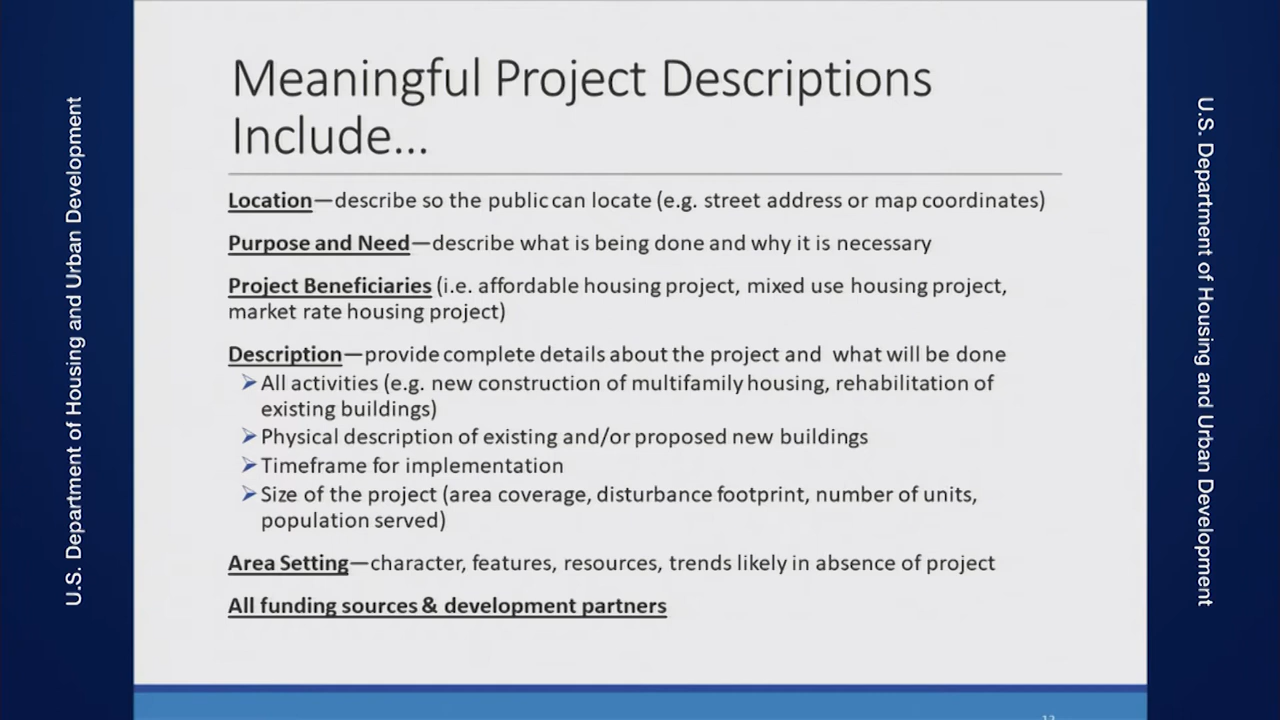 U.S. Department of Housing and Urban Development
Meaningful Project Descriptions
Include...
Location—describe so the public can locate (e.g. street address or map coordinates)
Purpose and Need—describe what is being done and why it is necessary
Project Beneficiaries (i.e. affordable housing project, mixed use housing project,
market rate housing project)
Description—provide complete details about the project and what will be done
All activities (e.g. new construction of multifamily housing, rehabilitation of
existing buildings)
Physical description of existing and/or proposed new buildings
Timeframe for implementation
Size of the project (area coverage, disturbance footprint, number of units,
population served)
Area Setting—character, features, resources, trends likely in absence of project
All funding sources & development partners
U.S. Department of Housing and Urban Development